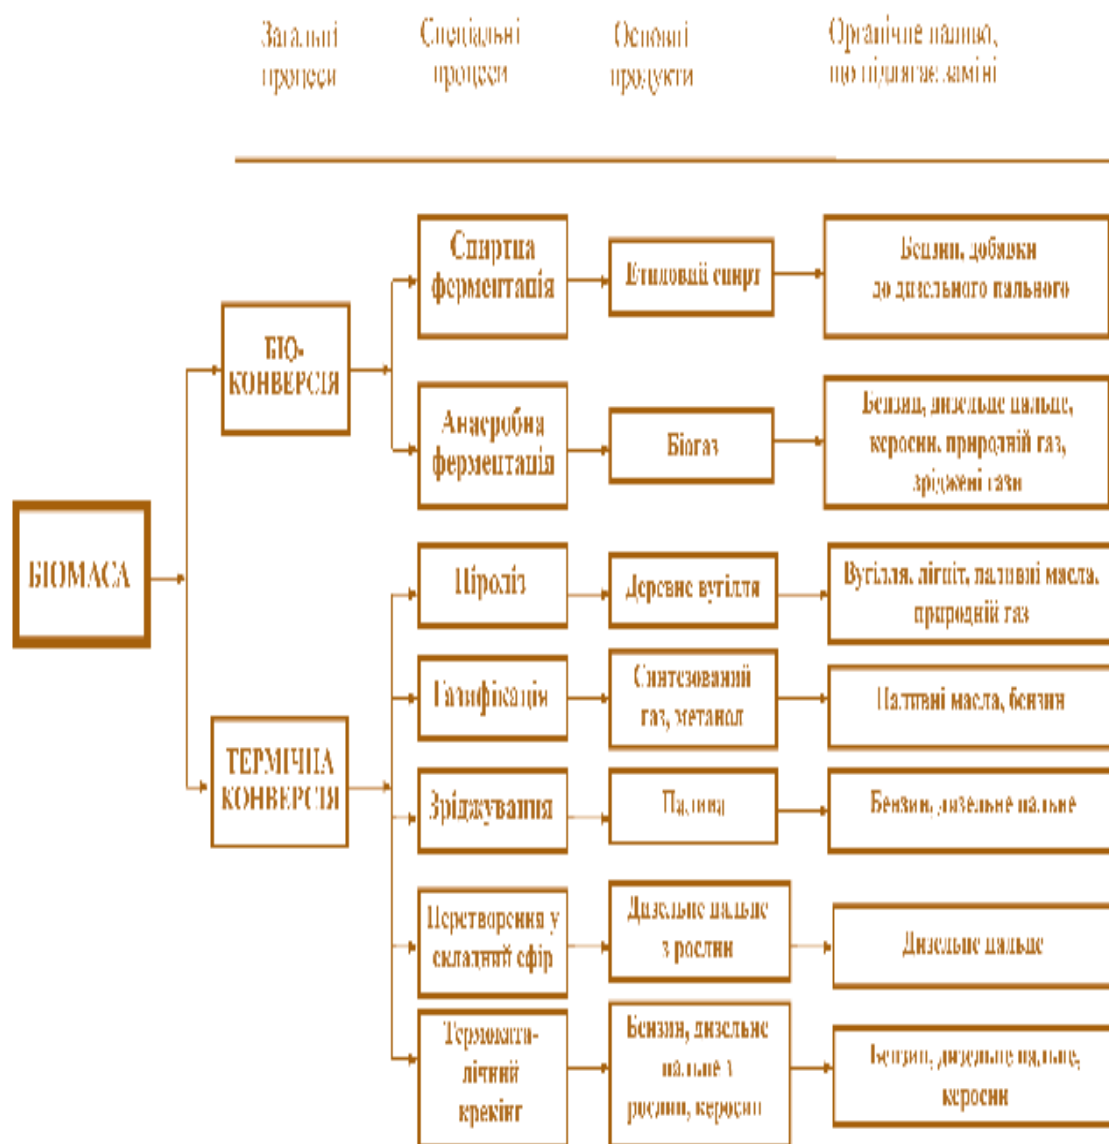 Загальні
процеси
Спеціальні
процеси
Основні
продукти
Органічне паливо,
що підлягає заміні
БІОМАСА
БІО-
КОНВЕРСІЯ
Спиртна
ферментація
Етиловий спирт
Бензин, добавки
до дизельного пального
Анаеробна
ферментація
Біогаз
Бензин, дизельне пальне,
керосин, природній газ,
зріджені гази
ТЕРМІЧНА
КОНВЕРСІЯ
Піроліз
Деревне вугілля
Вугілля, лігніт, паливні масла,
природній газ
Газифікація
Синтезований
газ, метанол
Паливні масла, бензин
Зріджування
Палива
Бензин, дизельне пальне
Перетворення у
складний ефір
Дизельне пальне
з рослин
Дизельне пальне
Термоката-
лічний
крекінг
Бензин, дизельне
пальне з
рослин, керосин
Бензин, дизельне пальне,
керосин